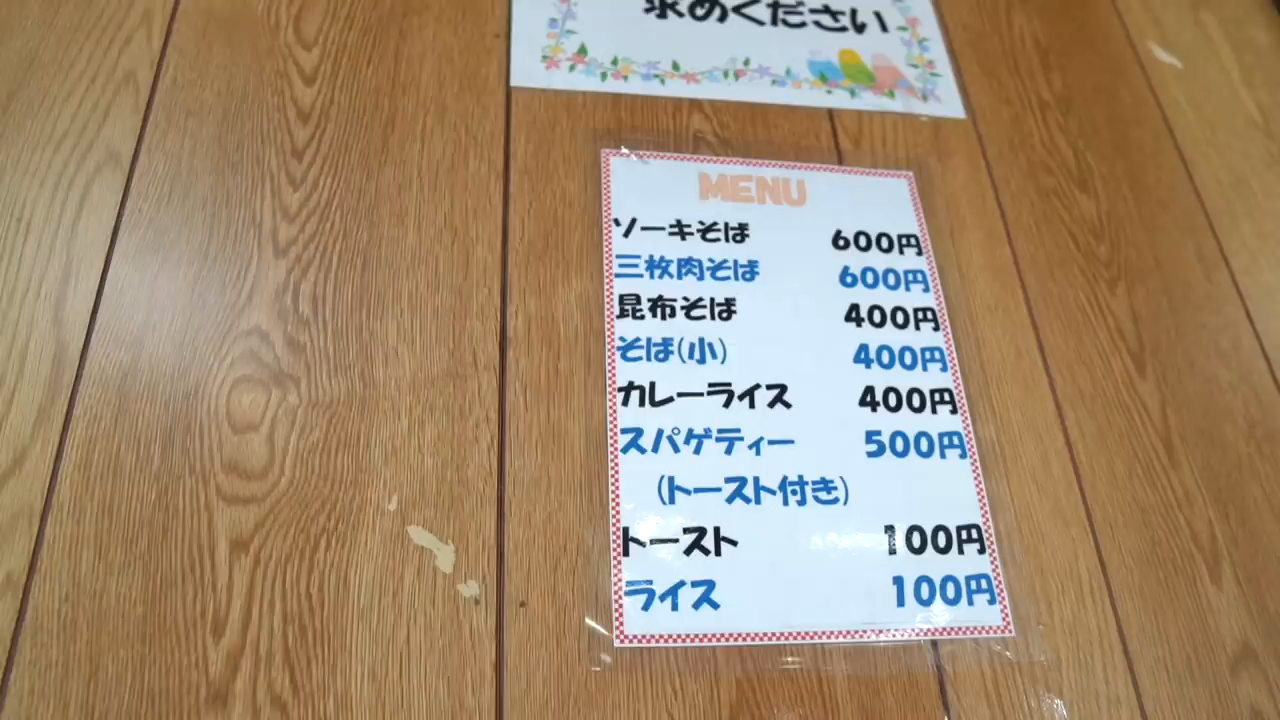 求めください
MENU
ソーキそば 600円
三枚肉そば 600円
昆布そば 400円
そば(小) 400円
カレーライス 400円
スパゲティー 500円
(トースト付き)
トースト 100円
ライス 100円